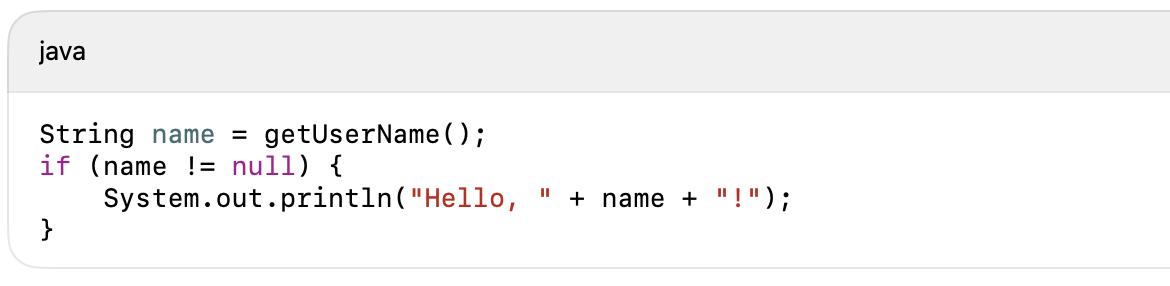 java
String name = getUserName();
if (name != null) {
    System.out.println("Hello, " + name + "!");
}